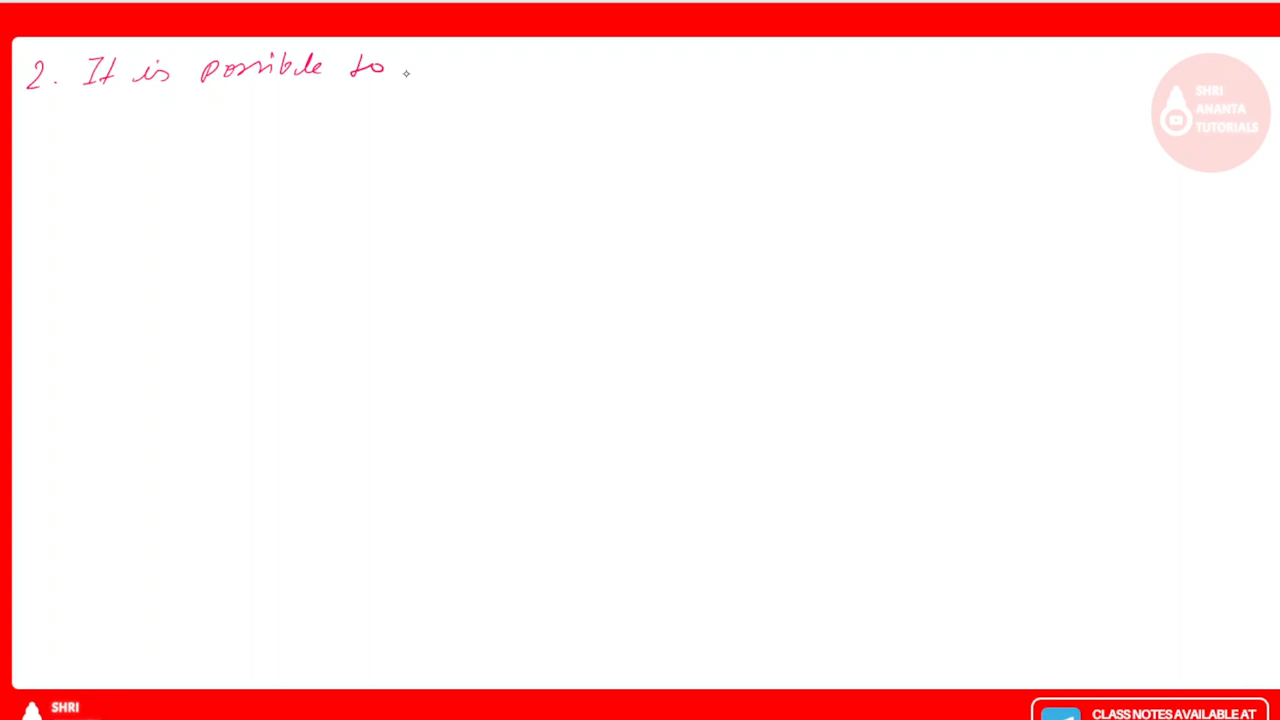 2. It is possible to
SHRI
ANANTA
TUTORIALS
SHRI
CLASS NOTES AVAILABLE AT